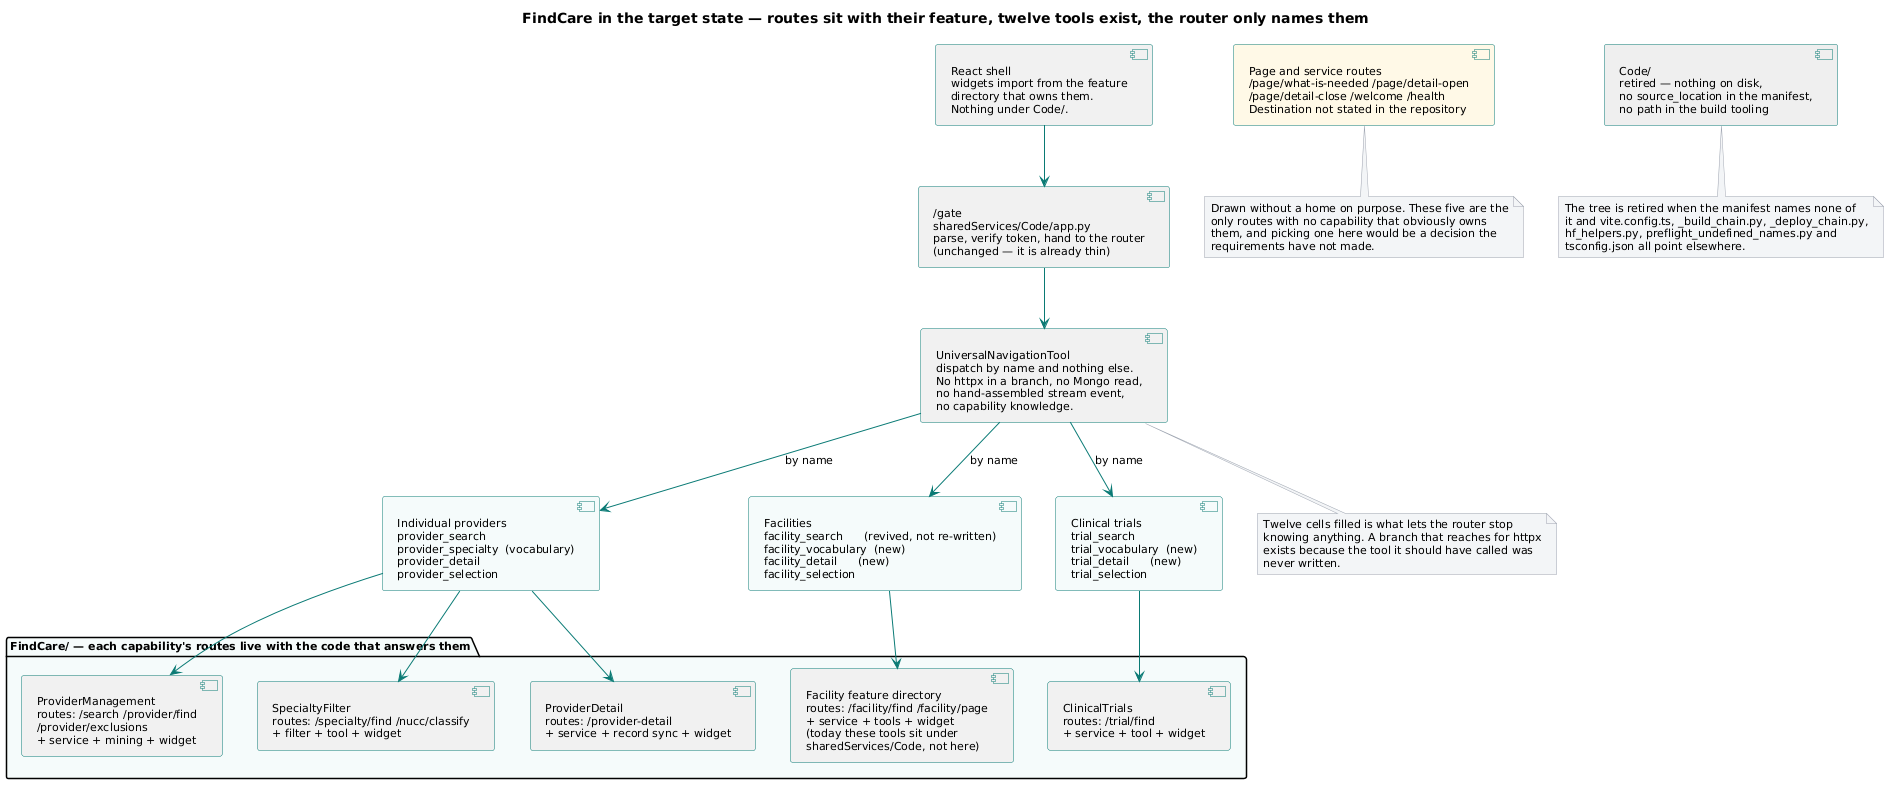 FindCare in the target state — routes sit with their feature, twelve tools exist, the router only names them
React shell
widgets import from the feature
directory that owns them.
Nothing under Code/.
Page and service routes
/page/what-is-needed /page/detail-open
/page/detail-close /welcome /health
Destination not stated in the repository
Code/
retired — nothing on disk,
no source_location in the manifest,
no path in the build tooling
/gate
sharedServices/Code/app.py
parse, verify token, hand to the router
(unchanged — it is already thin)
Drawn without a home on purpose. These five are the
only routes with no capability that obviously owns
them, and picking one here would be a decision the
requirements have not made.
The tree is retired when the manifest names none of
it and vite.config.ts, _build_chain.py, _deploy_chain.py,
hf_helpers.py, preflight_undefined_names.py and
tsconfig.json all point elsewhere.
UniversalNavigationTool
dispatch by name and nothing else.
No httpx in a branch, no Mongo read,
no hand-assembled stream event,
no capability knowledge.
by name
by name
by name
Individual providers
provider_search
provider_specialty (vocabulary)
provider_detail
provider_selection
Facilities
facility_search (revived, not re-written)
facility_vocabulary (new)
facility_detail (new)
facility_selection
Clinical trials
trial_search
trial_vocabulary (new)
trial_detail (new)
trial_selection
Twelve cells filled is what lets the router stop
knowing anything. A branch that reaches for httpx
exists because the tool it should have called was
never written.
FindCare/ — each capability's routes live with the code that answers them
ProviderManagement
routes: /search /provider/find
/provider/exclusions
+ service + mining + widget
SpecialtyFilter
routes: /specialty/find /nucc/classify
+ filter + tool + widget
ProviderDetail
routes: /provider-detail
+ service + record sync + widget
Facility feature directory
routes: /facility/find /facility/page
+ service + tools + widget
(today these tools sit under
sharedServices/Code, not here)
ClinicalTrials
routes: /trial/find
+ service + tool + widget